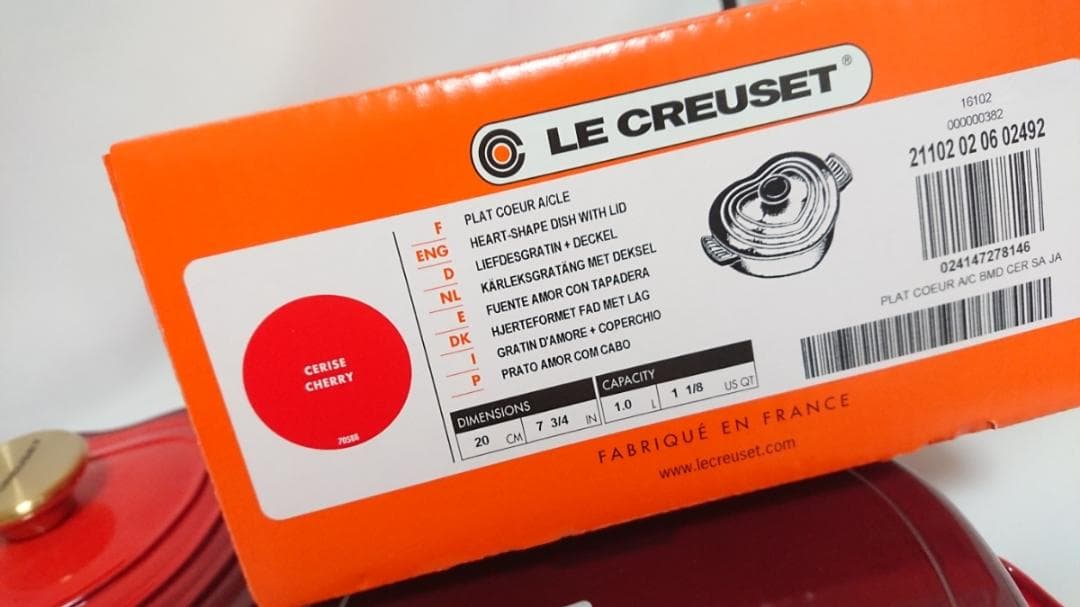 LE CREUSET®
16102
000000382
21102 02 06 02492
024147278146
PLAT COEUR A/C BMD CER SA JA
F PLAT COEUR A/CLE
ENG HEART-SHAPE DISH WITH LID
D LIEFDESGRATIN + DECKEL
NL KÄRLEKSGRATÄNG MET DEKSEL
E FUENTE AMOR CON TAPADERA
DK HJERTEFORMET FAD MET LAG
I GRATIN D'AMORE + COPERCHIO
P PRATO AMOR COM CABO
CERISE
CHERRY
70586
DIMENSIONS CAPACITY
20 CM 7 3/4 IN 1.0 L 1 1/8 US QT
FABRIQUÉ EN FRANCE
www.lecreuset.com